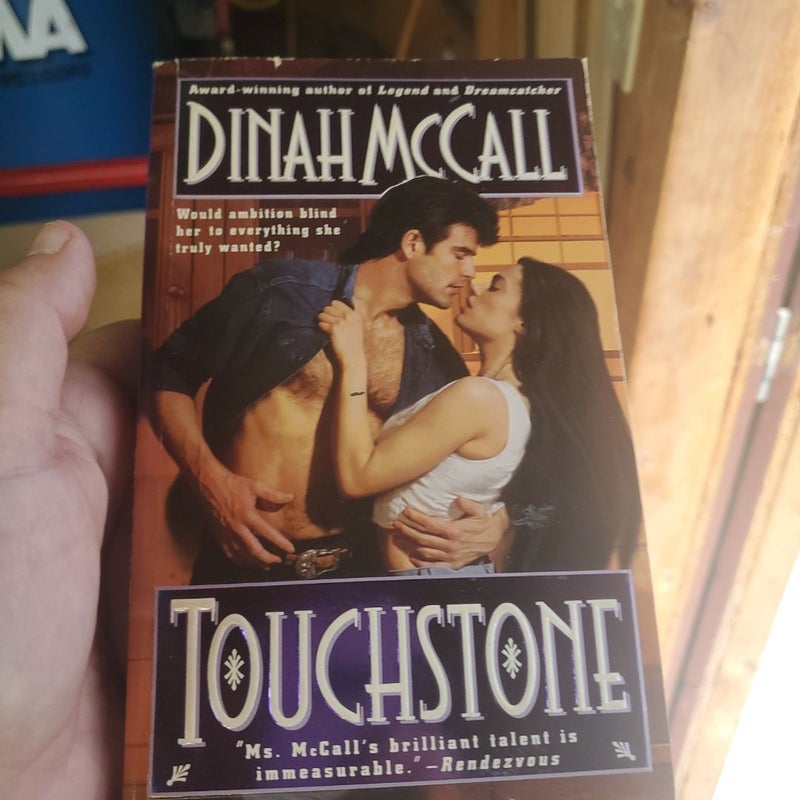 Award-winning author of Legend and Dreamcatcher
DINAH MCCALL
Would ambition blind
her to everything she
truly wanted?
TOUCHSTONE
"Ms. McCall's brilliant talent is
immeasurable." —Rendezvous